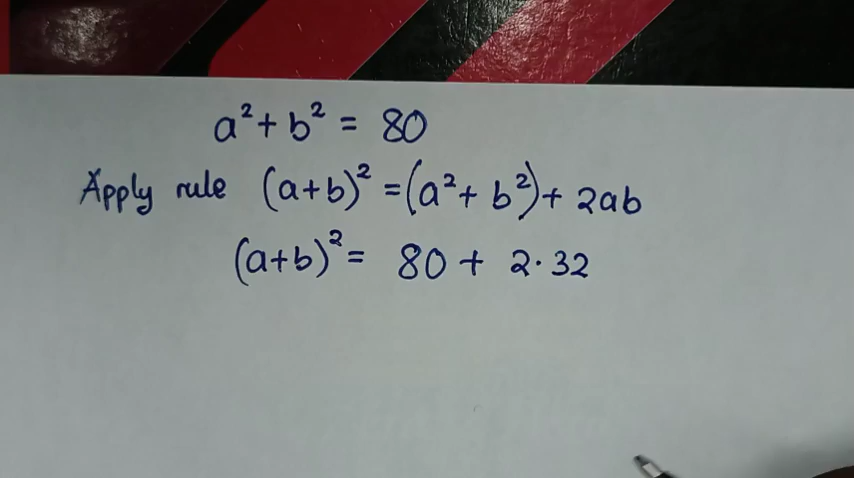 a² + b² = 80
Apply rule (a+b)² = (a² + b²) + 2ab
(a+b)² = 80 + 2·32